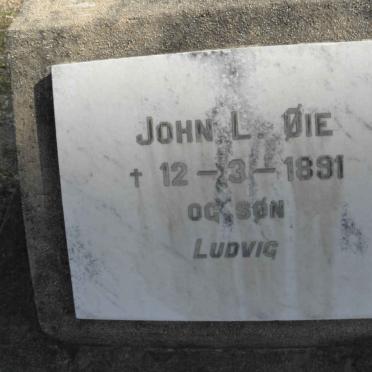 JOHN L. ØIE
† 12-3-1891
OG SØN
LUDVIG